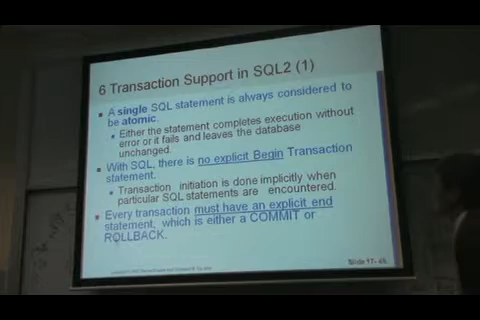 6 Transaction Support in SQL2 (1)
A single SQL statement is always considered to
be atomic.
Either the statement completes execution without
error or it fails and leaves the database
unchanged.
With SQL, there is no explicit Begin Transaction
statement.
Transaction initiation is done implicitly when
particular SQL statements are encountered.
Every transaction must have an explicit end
statement, which is either a COMMIT or
ROLLBACK.
Slide 17-